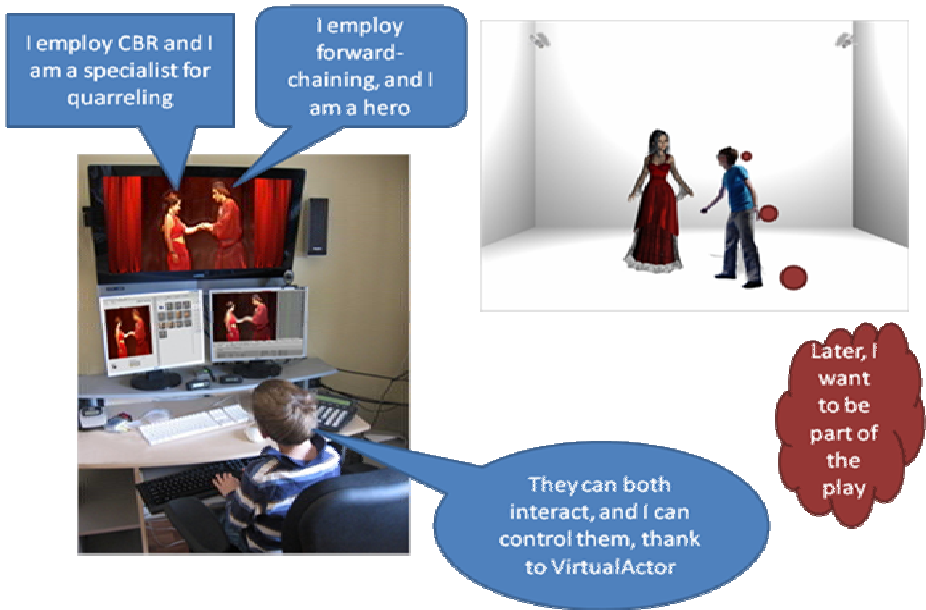 I employ CBR and I
am a specialist for
quarreling
I employ
forward-
chaining, and I
am a hero
They can both
interact, and I can
control them, thank
to VirtualActor
Later, I
want
to be
part of
the
play